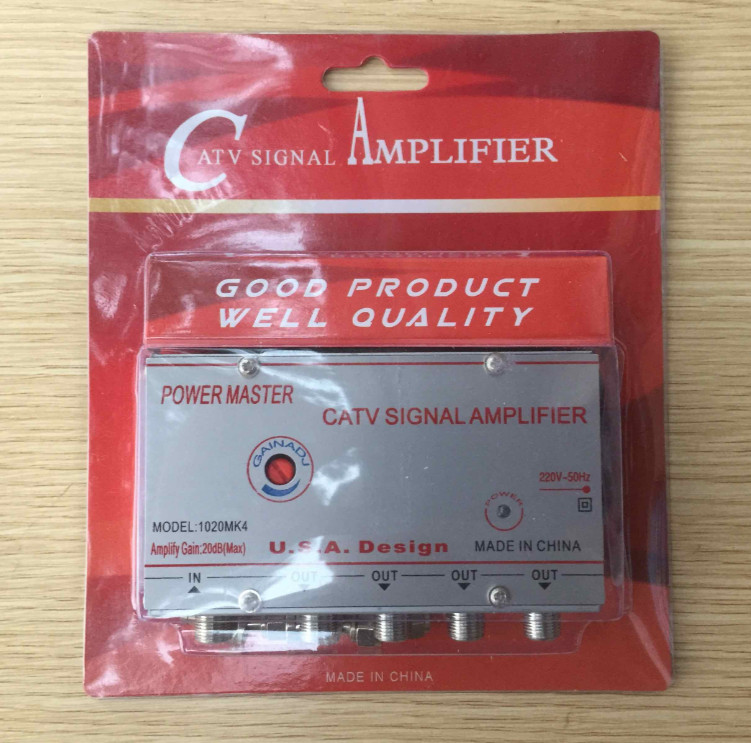 CATV SIGNAL AMPLIFIER
GOOD PRODUCT
WELL QUALITY
POWER MASTER
CATV SIGNAL AMPLIFIER
GAINADJ
220V~50Hz
POWER
MODEL:1020MK4
Amplify Gain:20dB(Max)
U.S.A. Design
MADE IN CHINA
IN OUT OUT OUT OUT
MADE IN CHINA